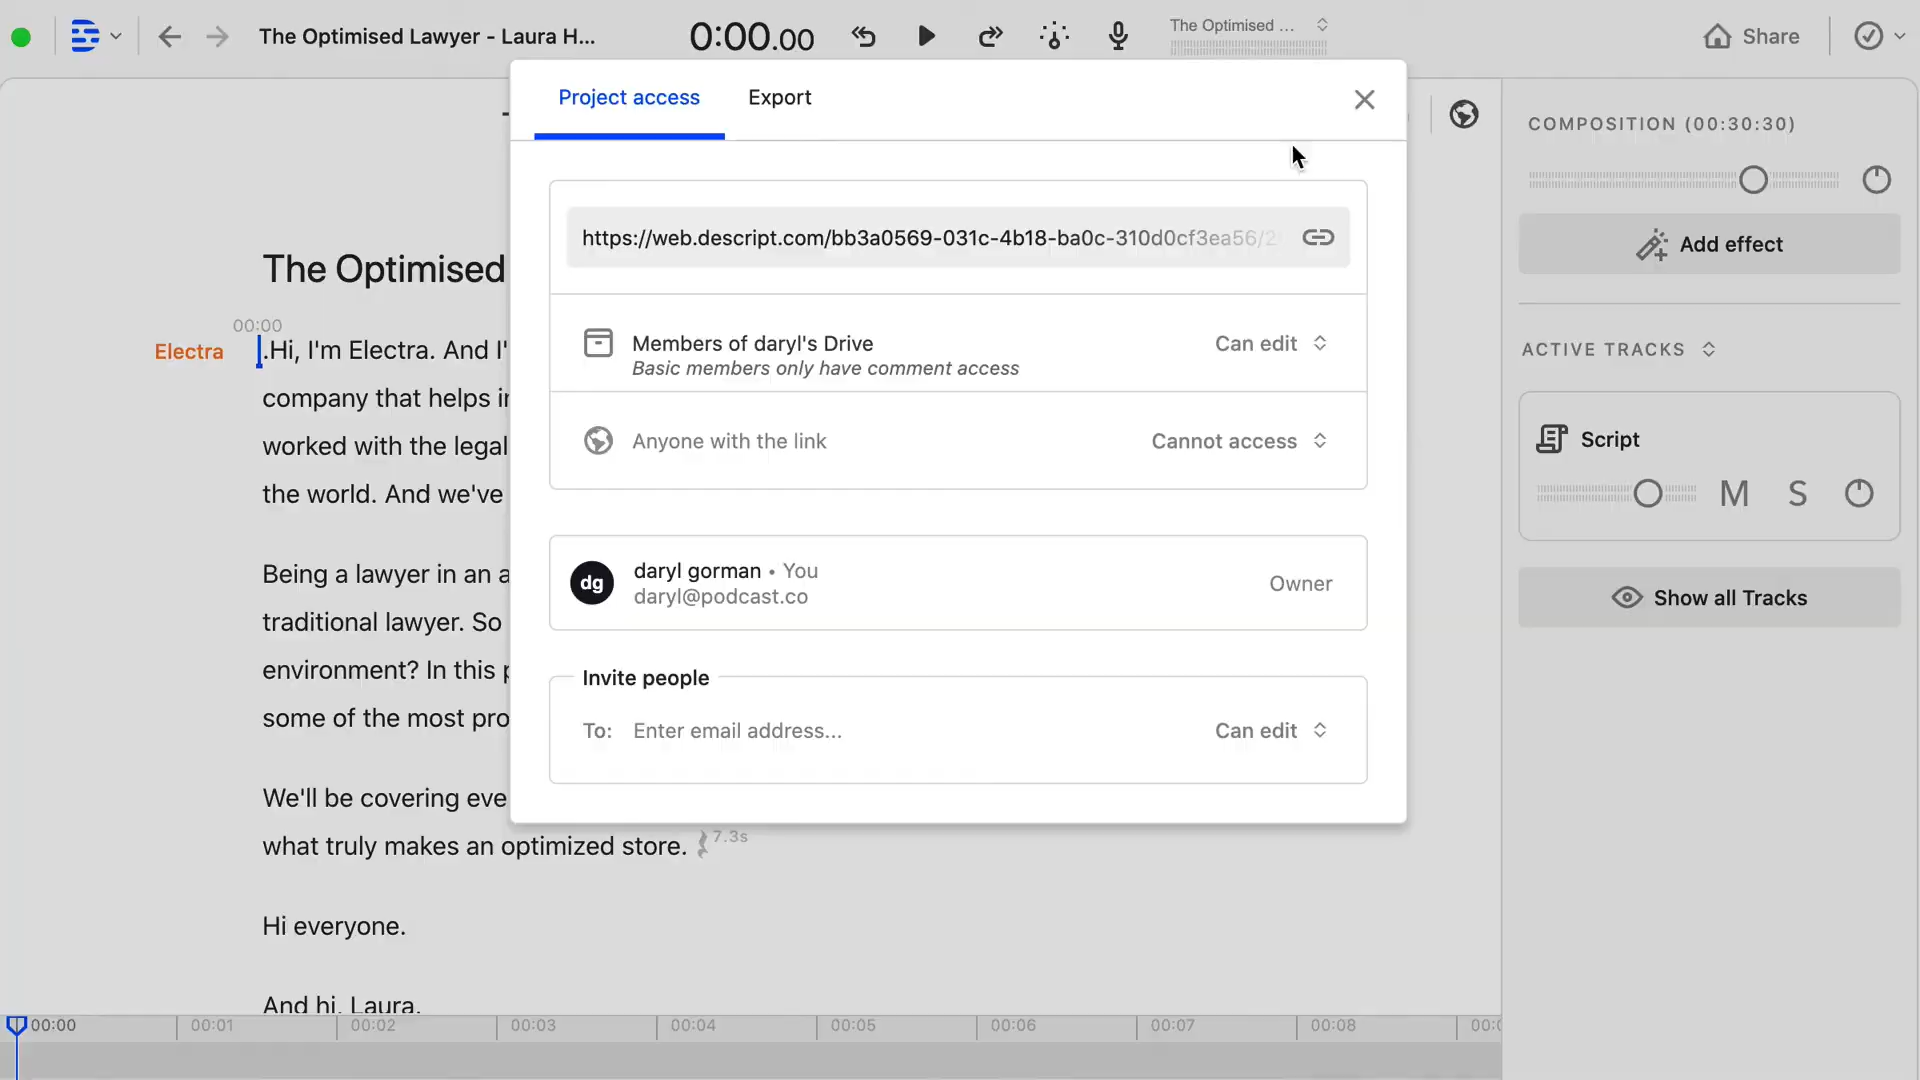 The Optimised Lawyer - Laura H...
0:00.00
The Optimised ...
Share
Project access
Export
https://web.descript.com/bb3a0569-031c-4b18-ba0c-310d0cf3ea56/2
Members of daryl's Drive
Can edit
Basic members only have comment access
Anyone with the link
Cannot access
dg
daryl gorman • You
daryl@podcast.co
Owner
Invite people
To: Enter email address...
Can edit
The Optimised
00:00
Electra
.Hi, I'm Electra. And I'
company that helps
worked with the legal
the world. And we've
Being a lawyer in an
traditional lawyer. So
environment? In this
some of the most pro
We'll be covering eve
what truly makes an optimized store.
7.3s
Hi everyone.
And hi, Laura.
COMPOSITION (00:30:30)
Add effect
ACTIVE TRACKS
Script
M S
Show all Tracks
00:00
00:01
00:02
00:03
00:04
00:05
00:06
00:07
00:08